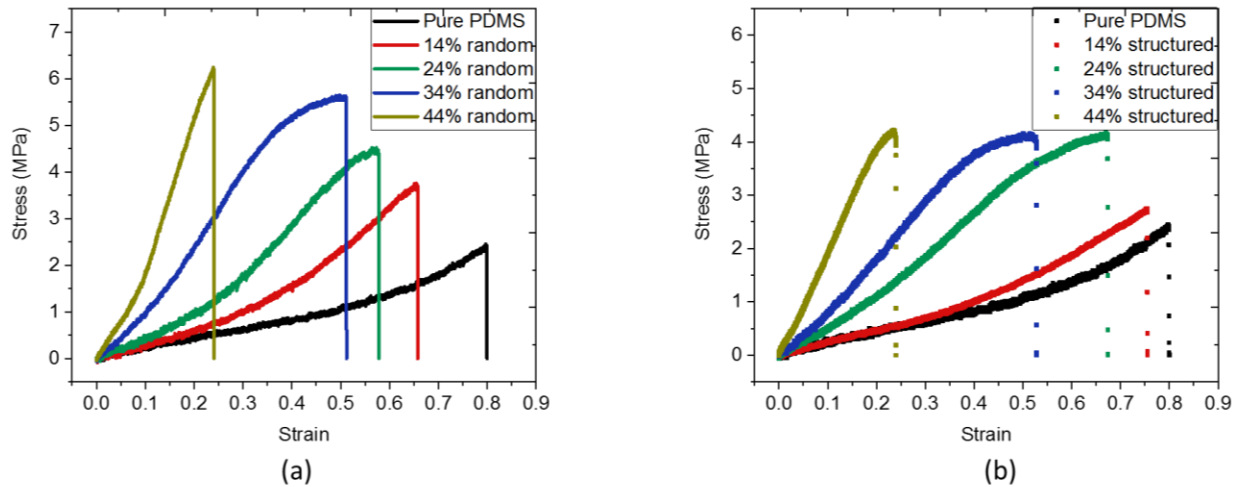 Pure PDMS
14% random
24% random
34% random
44% random
7
6
5
4
3
2
1
0
Stress (MPa)
0.0 0.1 0.2 0.3 0.4 0.5 0.6 0.7 0.8 0.9
Strain
(a)
Pure PDMS
14% structured
24% structured
34% structured
44% structured
6
5
4
3
2
1
0
Stress (MPa)
0.0 0.1 0.2 0.3 0.4 0.5 0.6 0.7 0.8 0.9
Strain
(b)